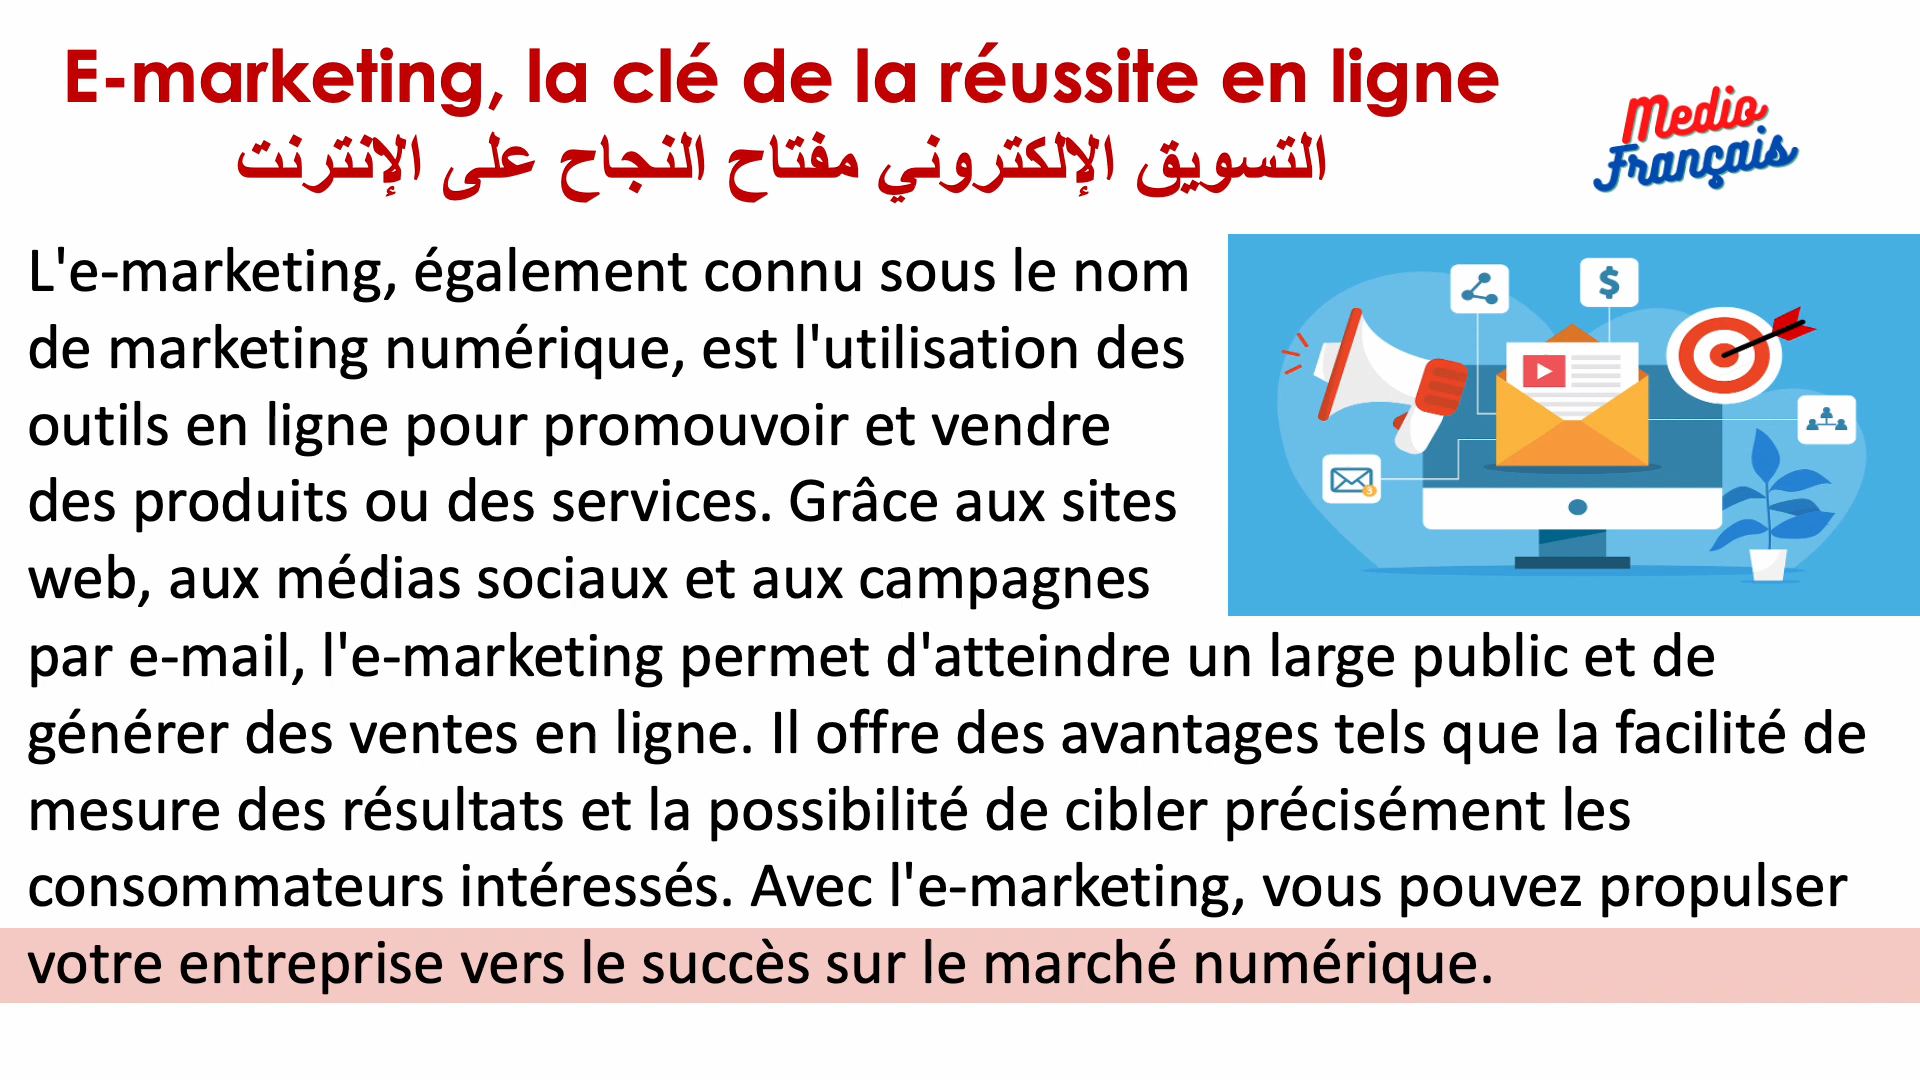 E-marketing, la clé de la réussite en ligne
التسويق الإلكتروني مفتاح النجاح على الإنترنت
Medio
Français
L'e-marketing, également connu sous le nom
de marketing numérique, est l'utilisation des
outils en ligne pour promouvoir et vendre
des produits ou des services. Grâce aux sites
web, aux médias sociaux et aux campagnes
par e-mail, l'e-marketing permet d'atteindre un large public et de
générer des ventes en ligne. Il offre des avantages tels que la facilité de
mesure des résultats et la possibilité de cibler précisément les
consommateurs intéressés. Avec l'e-marketing, vous pouvez propulser
votre entreprise vers le succès sur le marché numérique.
$
3